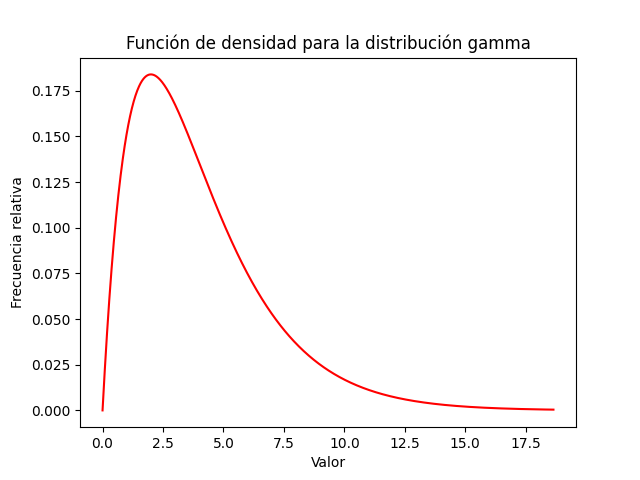 Función de densidad para la distribución gamma
Frecuencia relativa
0.175
0.150
0.125
0.100
0.075
0.050
0.025
0.000
0.0 2.5 5.0 7.5 10.0 12.5 15.0 17.5
Valor